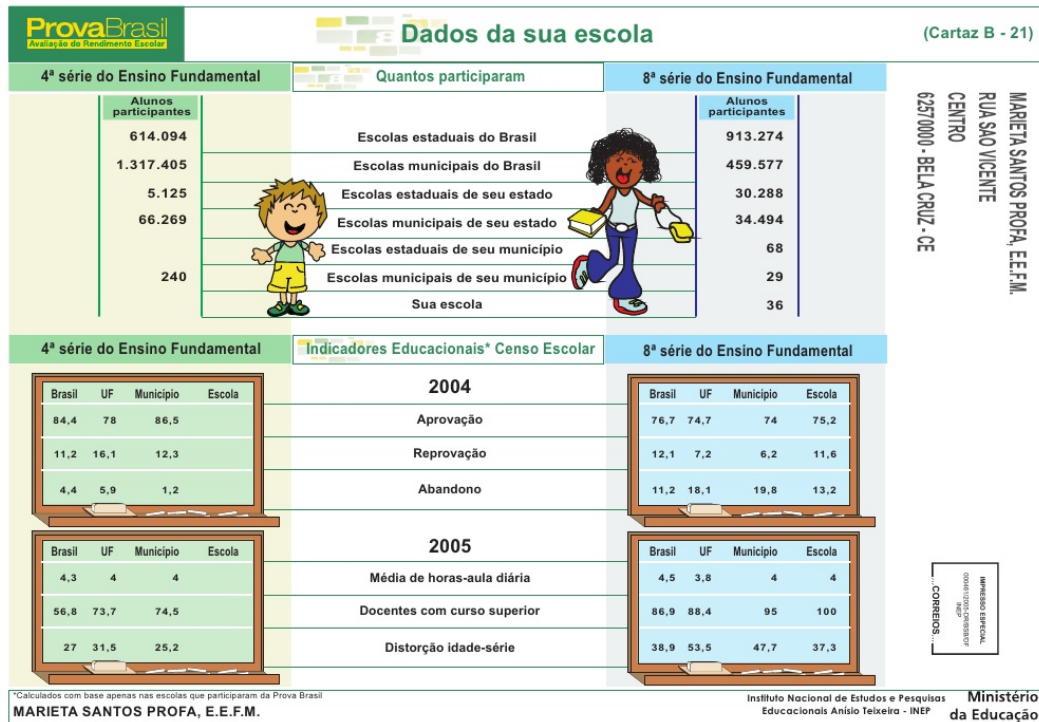 ProvaBrasil
Avaliação do Rendimento Escolar
Dados da sua escola
(Cartaz B - 21)
4ª série do Ensino Fundamental
Quantos participaram
8ª série do Ensino Fundamental
Alunos participantes
Alunos participantes
614.094 Escolas estaduais do Brasil 913.274
1.317.405 Escolas municipais do Brasil 459.577
5.125 Escolas estaduais de seu estado 30.288
66.269 Escolas municipais de seu estado 34.494
Escolas estaduais de seu município 68
240 Escolas municipais de seu município 29
Sua escola 36
MARIETA SANTOS PROFA, E.E.F.M.
RUA SAO VICENTE
CENTRO
62570000 - BELA CRUZ - CE
4ª série do Ensino Fundamental
Indicadores Educacionais* Censo Escolar
8ª série do Ensino Fundamental
2004
Brasil UF Município Escola
Brasil UF Município Escola
84,4 78 86,5 Aprovação 76,7 74,7 74 75,2
11,2 16,1 12,3 Reprovação 12,1 7,2 6,2 11,6
4,4 5,9 1,2 Abandono 11,2 18,1 19,8 13,2
2005
Brasil UF Município Escola
Brasil UF Município Escola
4,3 4 4 Média de horas-aula diária 4,5 3,8 4 4
56,8 73,7 74,5 Docentes com curso superior 86,9 88,4 95 100
27 31,5 25,2 Distorção idade-série 38,9 53,5 47,7 37,3
IMPRESSO ESPECIAL
INEP
CORREIOS
*Calculados com base apenas nas escolas que participaram da Prova Brasil
MARIETA SANTOS PROFA, E.E.F.M.
Instituto Nacional de Estudos e Pesquisas
Educacionais Anísio Teixeira - INEP
Ministério
da Educação